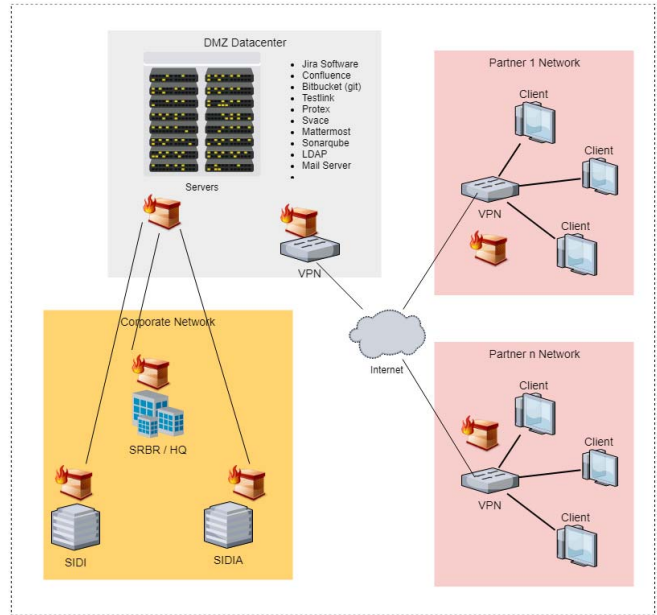 DMZ Datacenter
Jira Software
Confluence
Bitbucket (git)
Testlink
Protex
Svace
Mattermost
Sonarqube
LDAP
Mail Server
Servers
VPN
Partner 1 Network
Client
Client
VPN
Client
Internet
Corporate Network
SRBR / HQ
SIDI
SIDIA
Partner n Network
Client
Client
VPN
Client